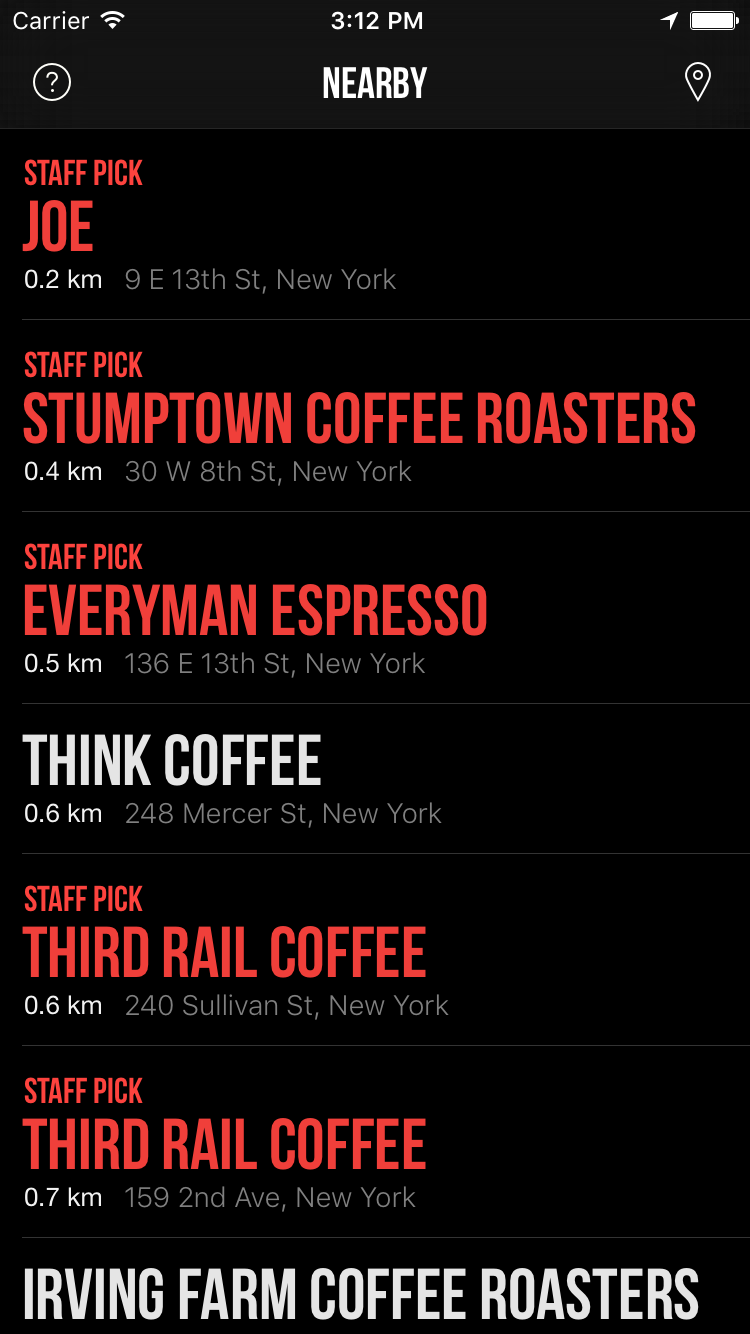 Carrier 3:12 PM
?
NEARBY
STAFF PICK
JOE
0.2 km 9 E 13th St, New York
STAFF PICK
STUMPTOWN COFFEE ROASTERS
0.4 km 30 W 8th St, New York
STAFF PICK
EVERYMAN ESPRESSO
0.5 km 136 E 13th St, New York
THINK COFFEE
0.6 km 248 Mercer St, New York
STAFF PICK
THIRD RAIL COFFEE
0.6 km 240 Sullivan St, New York
STAFF PICK
THIRD RAIL COFFEE
0.7 km 159 2nd Ave, New York
IRVING FARM COFFEE ROASTERS